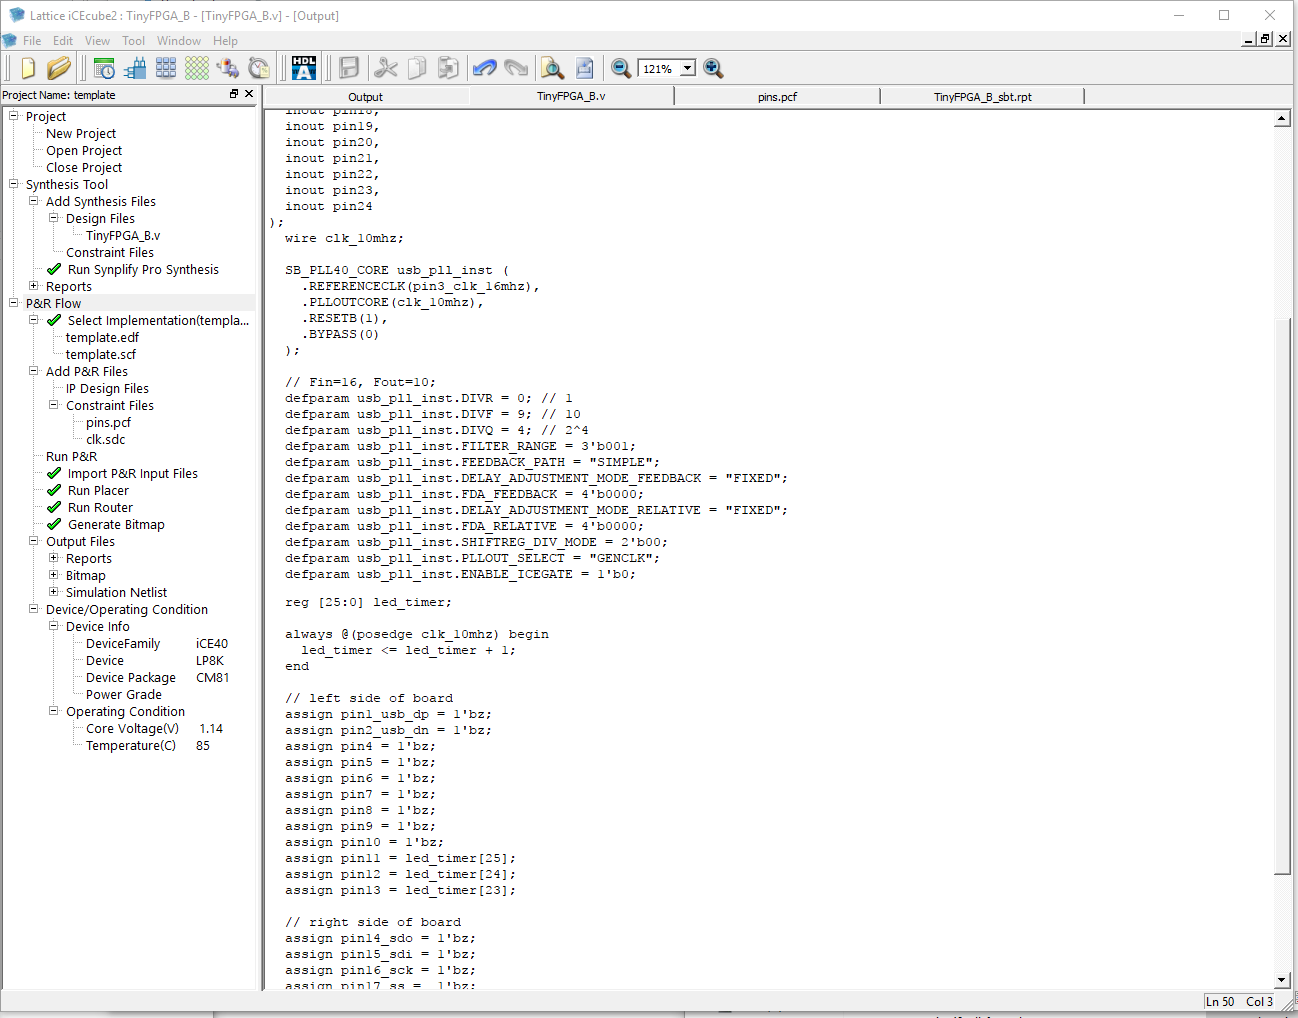 Lattice iCEcube2 : TinyFPGA_B - [TinyFPGA_B.v] - [Output]
File Edit View Tool Window Help
HDL
A
121%
Project Name: template
Project
New Project
Open Project
Close Project
Synthesis Tool
Add Synthesis Files
Design Files
TinyFPGA_B.v
Constraint Files
Run Synplify Pro Synthesis
Reports
P&R Flow
Select Implementation(templa...
template.edf
template.scf
Add P&R Files
IP Design Files
Constraint Files
pins.pcf
clk.sdc
Run P&R
Import P&R Input Files
Run Placer
Run Router
Generate Bitmap
Output Files
Reports
Bitmap
Simulation Netlist
Device/Operating Condition
Device Info
DeviceFamily iCE40
Device LP8K
Device Package CM81
Power Grade
Operating Condition
Core Voltage(V) 1.14
Temperature(C) 85
Output TinyFPGA_B.v pins.pcf TinyFPGA_B_sbt.rpt
inout pin18,
inout pin19,
inout pin20,
inout pin21,
inout pin22,
inout pin23,
inout pin24
);
wire clk_10mhz;
SB_PLL40_CORE usb_pll_inst (
.REFERENCECLK(pin3_clk_16mhz),
.PLLOUTCORE(clk_10mhz),
.RESETB(1),
.BYPASS(0)
);
// Fin=16, Fout=10;
defparam usb_pll_inst.DIVR = 0; // 1
defparam usb_pll_inst.DIVF = 9; // 10
defparam usb_pll_inst.DIVQ = 4; // 2^4
defparam usb_pll_inst.FILTER_RANGE = 3'b001;
defparam usb_pll_inst.FEEDBACK_PATH = "SIMPLE";
defparam usb_pll_inst.DELAY_ADJUSTMENT_MODE_FEEDBACK = "FIXED";
defparam usb_pll_inst.FDA_FEEDBACK = 4'b0000;
defparam usb_pll_inst.DELAY_ADJUSTMENT_MODE_RELATIVE = "FIXED";
defparam usb_pll_inst.FDA_RELATIVE = 4'b0000;
defparam usb_pll_inst.SHIFTREG_DIV_MODE = 2'b00;
defparam usb_pll_inst.PLLOUT_SELECT = "GENCLK";
defparam usb_pll_inst.ENABLE_ICEGATE = 1'b0;
reg [25:0] led_timer;
always @(posedge clk_10mhz) begin
led_timer <= led_timer + 1;
end
// left side of board
assign pin1_usb_dp = 1'bz;
assign pin2_usb_dn = 1'bz;
assign pin4 = 1'bz;
assign pin5 = 1'bz;
assign pin6 = 1'bz;
assign pin7 = 1'bz;
assign pin8 = 1'bz;
assign pin9 = 1'bz;
assign pin10 = 1'bz;
assign pin11 = led_timer[25];
assign pin12 = led_timer[24];
assign pin13 = led_timer[23];
// right side of board
assign pin14_sdo = 1'bz;
assign pin15_sdi = 1'bz;
assign pin16_sck = 1'bz;
assign pin17_ss = 1'bz;
Ln 50 Col 3